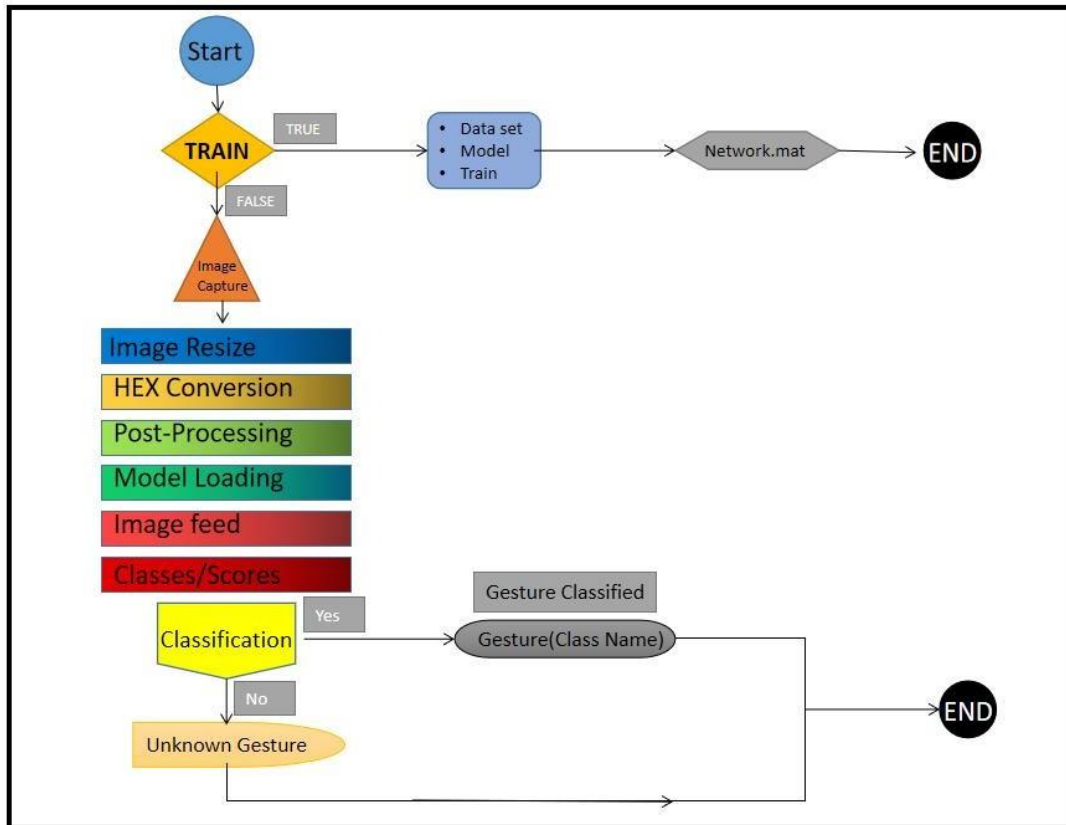 Start
TRAIN
TRUE
• Data set
• Model
• Train
Network.mat
END
FALSE
Image
Capture
Image Resize
HEX Conversion
Post-Processing
Model Loading
Image feed
Classes/Scores
Classification
Yes
Gesture Classified
Gesture(Class Name)
No
Unknown Gesture
END